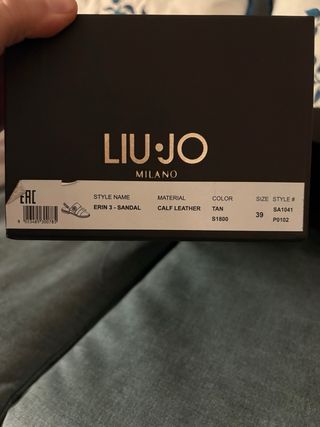 LIU·JO
MILANO
EAC
STYLE NAME MATERIAL COLOR SIZE STYLE #
ERIN 3 - SANDAL CALF LEATHER TAN 39 SA1041
S1800 P0102